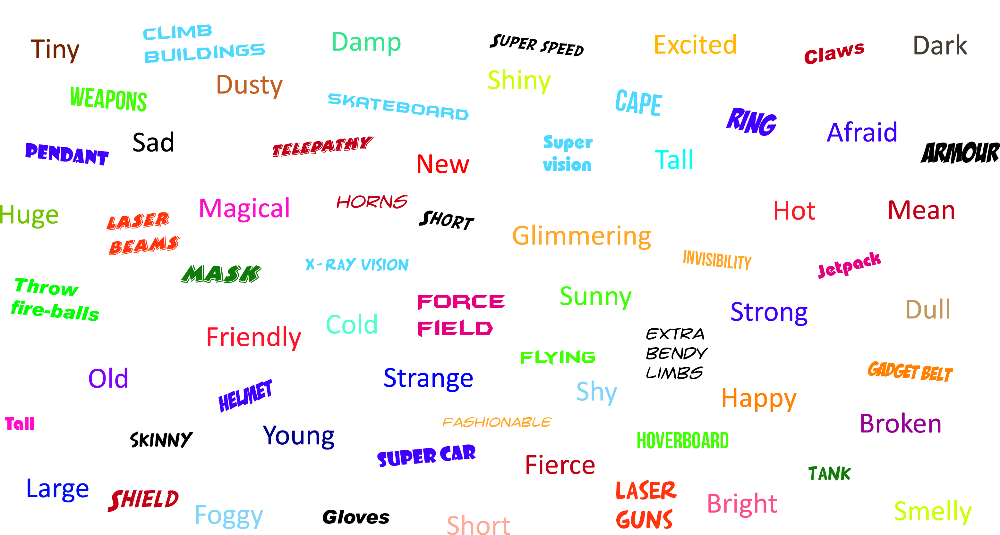 Tiny
CLIMB
BUILDINGS
Damp
SUPER SPEED
Excited
Claws
Dark
WEAPONS
Dusty
SKATEBOARD
Shiny
CAPE
RING
Afraid
PENDANT
Sad
TELEPATHY
New
Super
vision
Tall
ARMOUR
Huge
LASER
BEAMS
Magical
HORNS
SHORT
Glimmering
Hot
Mean
MASK
X-RAY VISION
INVISIBILITY
Jetpack
Throw
fire-balls
FORCE
FIELD
Sunny
Strong
Dull
Friendly
Cold
FLYING
EXTRA
BENDY
LIMBS
GADGET BELT
Old
HELMET
Strange
Shy
Happy
Tall
SKINNY
Young
FASHIONABLE
HOVERBOARD
Broken
SUPER CAR
Fierce
TANK
Large
SHIELD
Foggy
Gloves
Short
LASER
GUNS
Bright
Smelly